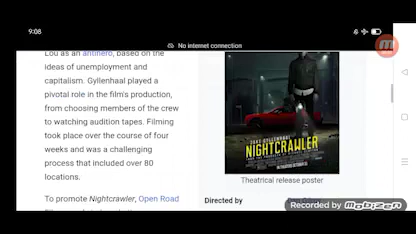 9:08
No internet connection
Lou as an antihero, based on the
ideas of unemployment and
capitalism. Gyllenhaal played a
pivotal role in the film's production,
from choosing members of the crew
to watching audition tapes. Filming
took place over the course of four
weeks and was a challenging
process that included over 80
locations.
To promote Nightcrawler, Open Road
JAKE GYLLENHAAL
NIGHTCRAWLER
Theatrical release poster
Directed by
Recorded by Mobizen